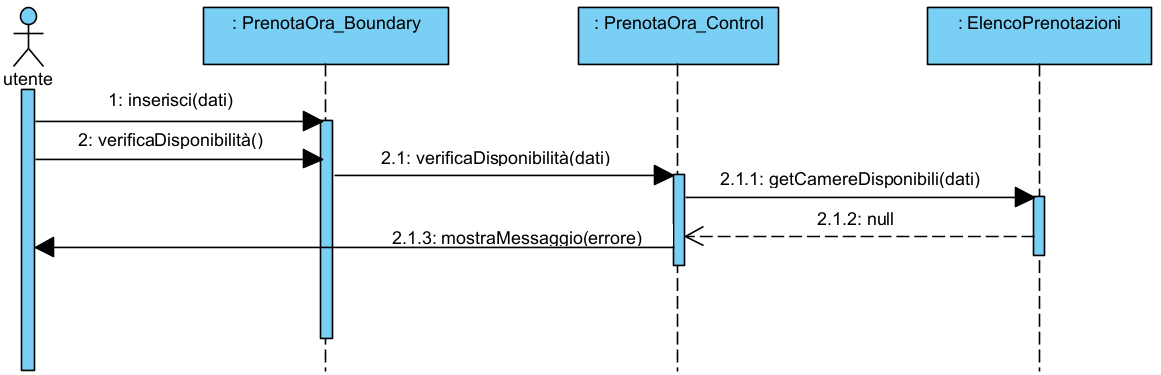 : PrenotaOra_Boundary
: PrenotaOra_Control
: ElencoPrenotazioni
utente
1: inserisci(dati)
2: verificaDisponibilità()
2.1: verificaDisponibilità(dati)
2.1.1: getCamereDisponibili(dati)
2.1.2: null
2.1.3: mostraMessaggio(errore)